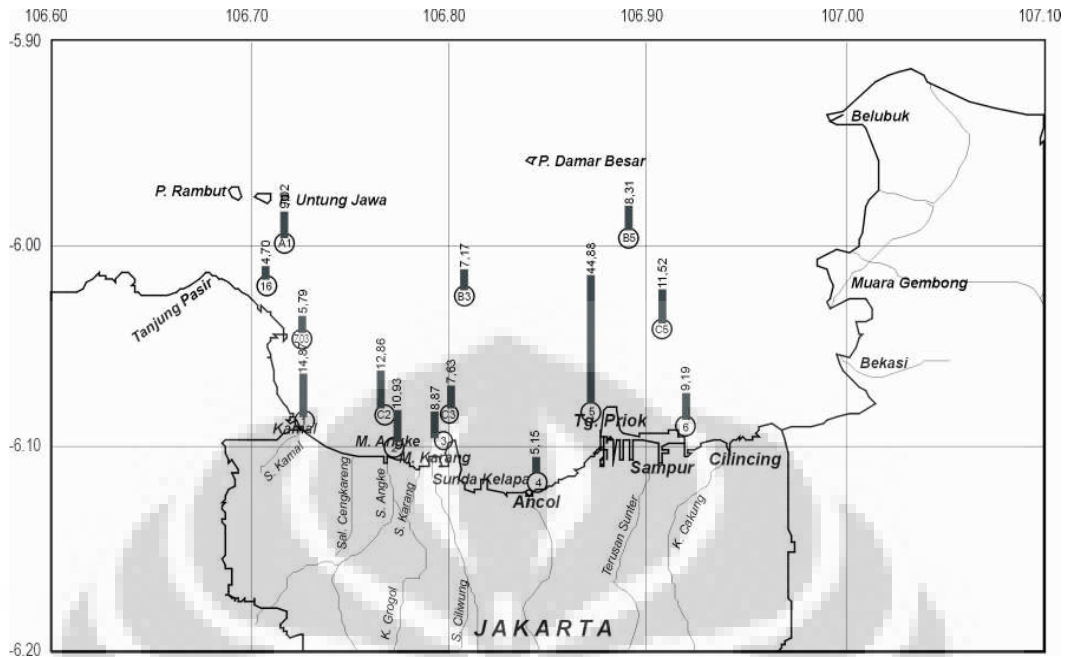 106.60 106.70 106.80 106.90 107.00 107.10
-5.90
Belubuk
P. Damar Besar
P. Rambut
Untung Jawa
8,31
A1
B5
-6.00
4,70
7,17
44,88
11,52
16
B3
Muara Gembong
Tanjung Pasir
5,79
C5
14,87
12,86
7,63
Bekasi
10,93
8,87
9,19
C2
C3
5
Kamal
3
Tg. Priok
6
M. Angke
-6.10
M. Karang
5,15
Sampur
Cilincing
S. Kamal
Sunda Kelapa
4
Ancol
Sal. Cengkareng
S. Angke
S. Karang
Terusan Sunter
K. Cakung
K. Grogol
S. Ciliwung
JAKARTA
-6.20